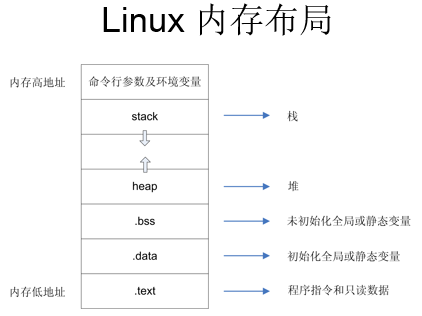 Linux 内存布局
内存高地址
命令行参数及环境变量
stack
栈
heap
堆
.bss
未初始化全局或静态变量
.data
初始化全局或静态变量
内存低地址
.text
程序指令和只读数据